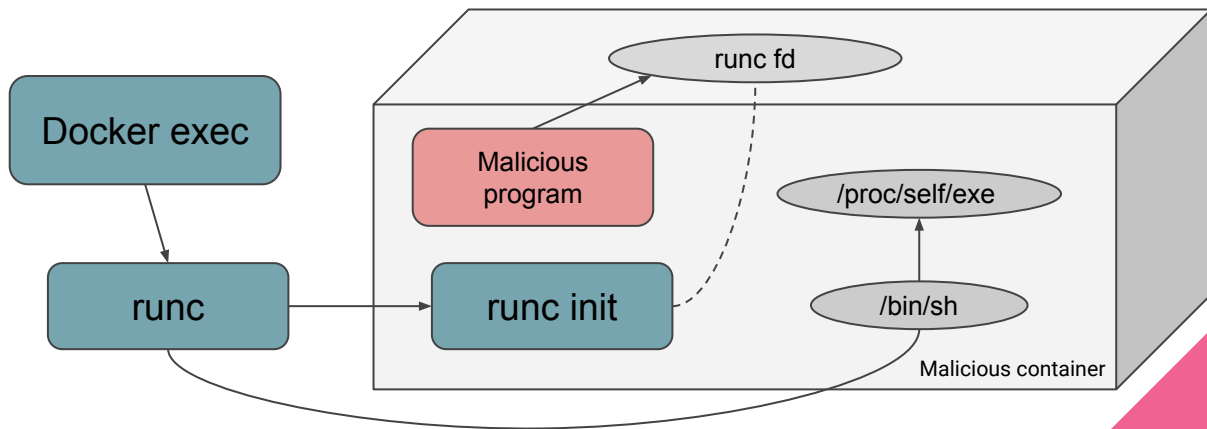 runc fd
Docker exec
Malicious
program
/proc/self/exe
runc
runc init
/bin/sh
Malicious container